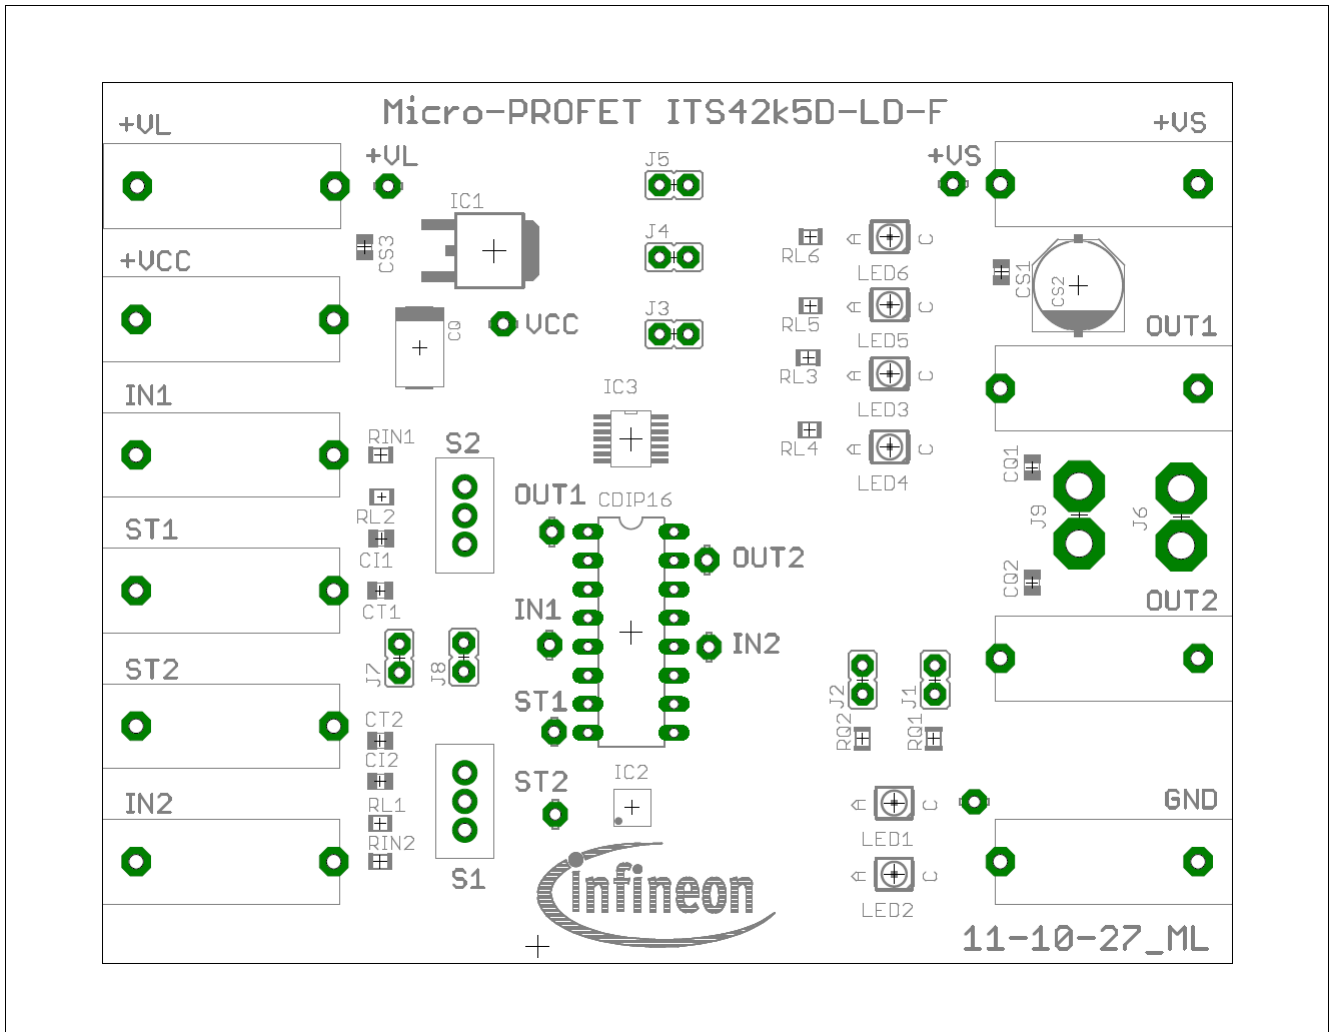 Micro-PROFET ITS42k5D-LD-F
+VL
+VS
+VL
J5
+VS
IC1
J4
CS3
RL6
A
C
LED6
CS1
CS2
+VCC
J3
RL5
A
C
LED5
OUT1
CQ
VCC
RL3
A
C
LED3
IN1
IC3
RIN1
S2
RL4
A
C
LED4
CQ1
OUT1
CDIP16
RL2
J9
J6
ST1
CI1
OUT2
CQ2
CT1
IN1
OUT2
IN2
J7
J8
ST2
ST1
J2
J1
CT2
RQ2
RQ1
CI2
ST2
IC2
IN2
RL1
A
C
GND
RIN2
LED1
S1
infineon
A
C
LED2
11-10-27_ML